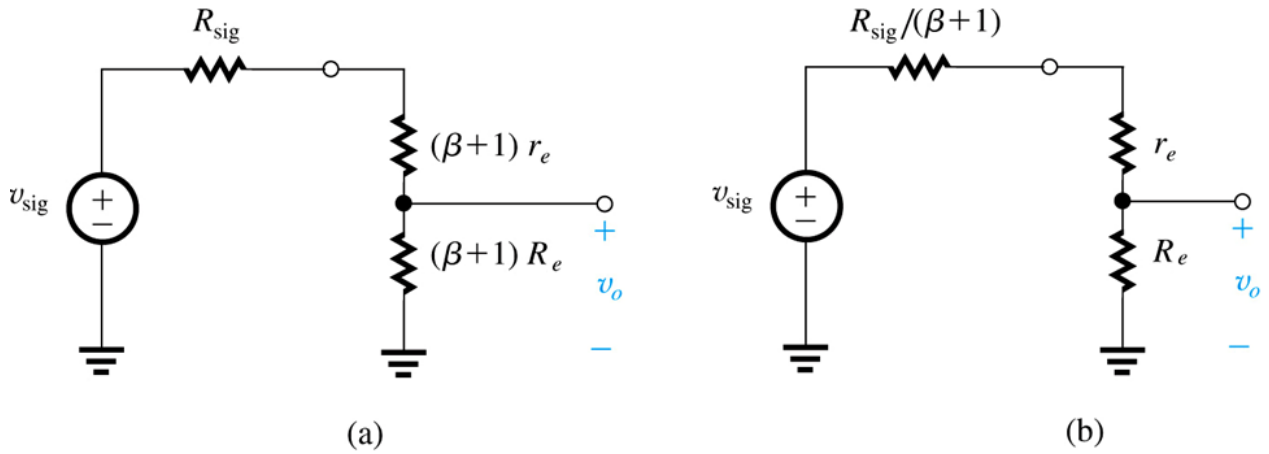 R_sig
R_sig/(β+1)
(β+1) r_e
r_e
v_sig
+
−
v_sig
+
−
+
+
(β+1) R_e
R_e
v_o
v_o
−
−
(a)
(b)